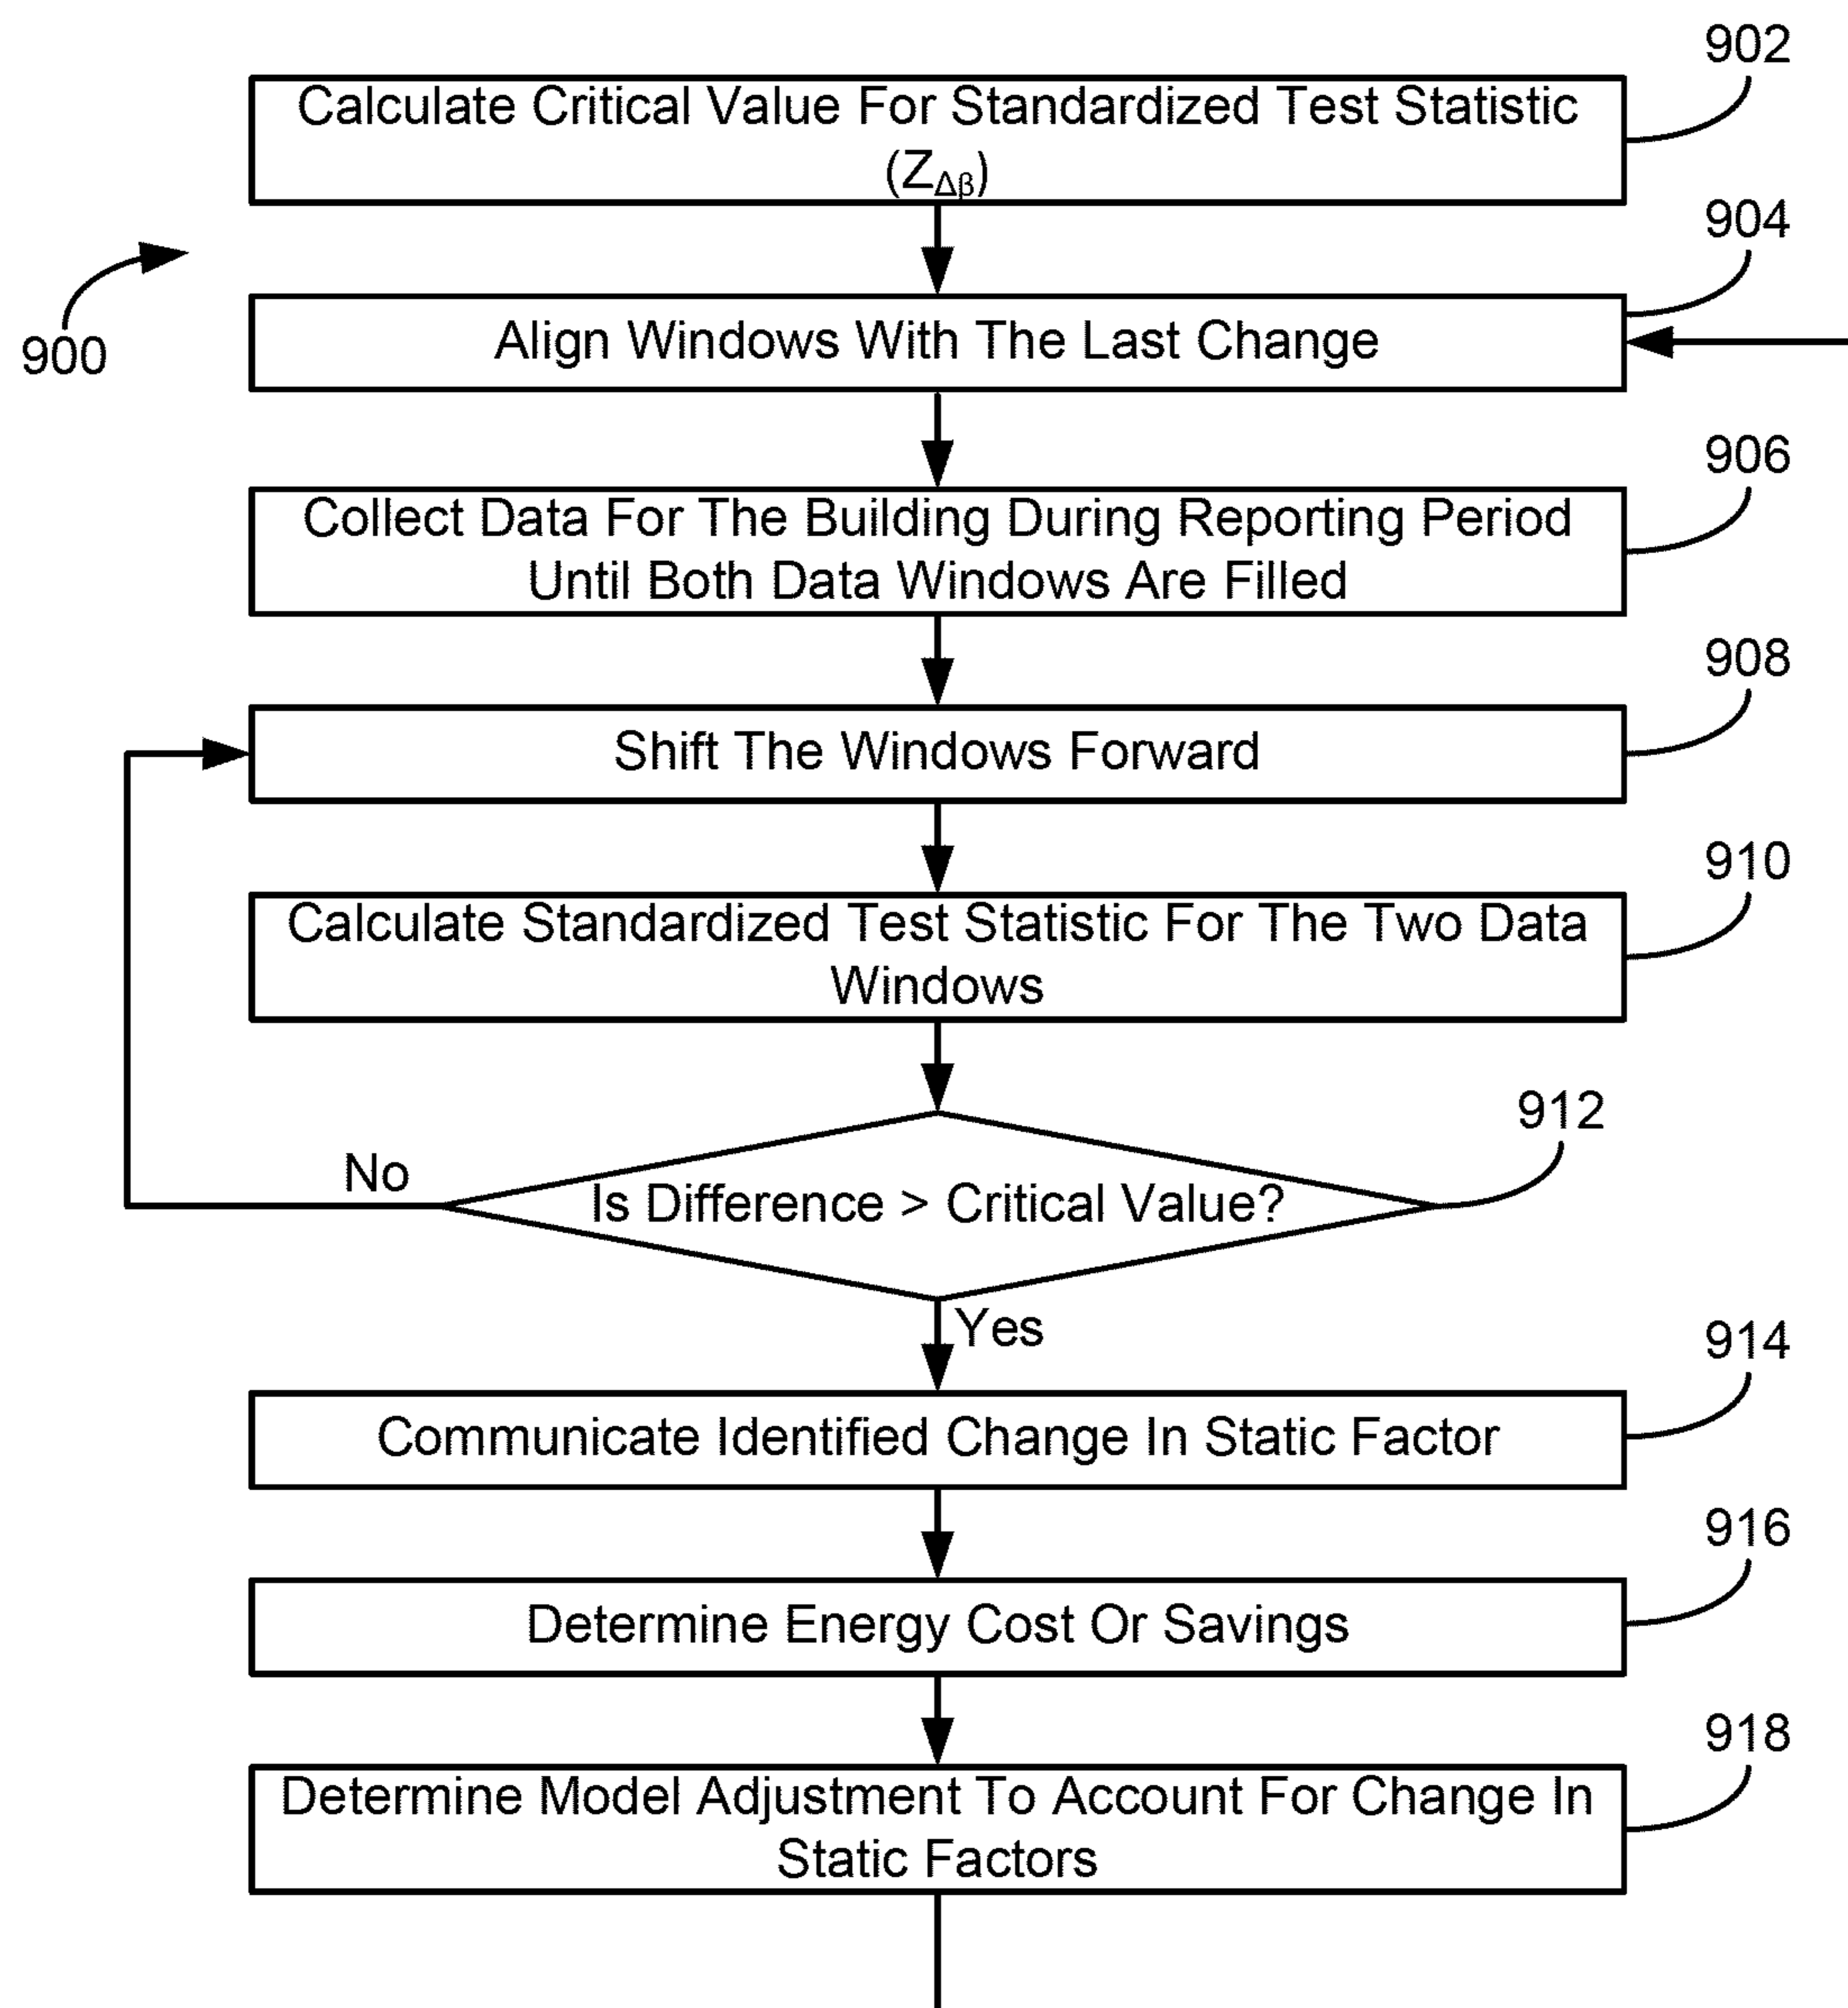 902
Calculate Critical Value For Standardized Test Statistic
(Z_Δβ)
904
900
Align Windows With The Last Change
906
Collect Data For The Building During Reporting Period
Until Both Data Windows Are Filled
908
Shift The Windows Forward
910
Calculate Standardized Test Statistic For The Two Data
Windows
912
No
Is Difference > Critical Value?
Yes
914
Communicate Identified Change In Static Factor
916
Determine Energy Cost Or Savings
918
Determine Model Adjustment To Account For Change In
Static Factors